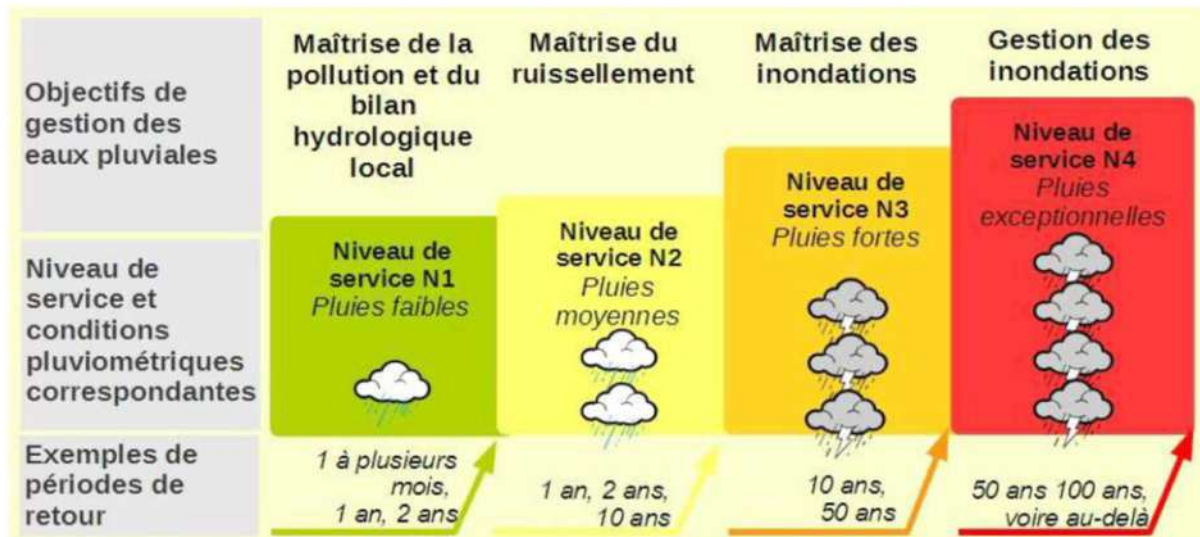 Objectifs de
gestion des
eaux pluviales
Maîtrise de la
pollution et du
bilan
hydrologique
local
Maîtrise du
ruissellement
Maîtrise des
inondations
Gestion des
inondations
Niveau de
service et
conditions
pluviométriques
correspondantes
Niveau de
service N1
Pluies faibles
Niveau de
service N2
Pluies
moyennes
Niveau de
service N3
Pluies fortes
Niveau de
service N4
Pluies
exceptionnelles
Exemples de
périodes de
retour
1 à plusieurs
mois,
1 an, 2 ans
1 an, 2 ans,
10 ans
10 ans,
50 ans
50 ans 100 ans,
voire au-delà